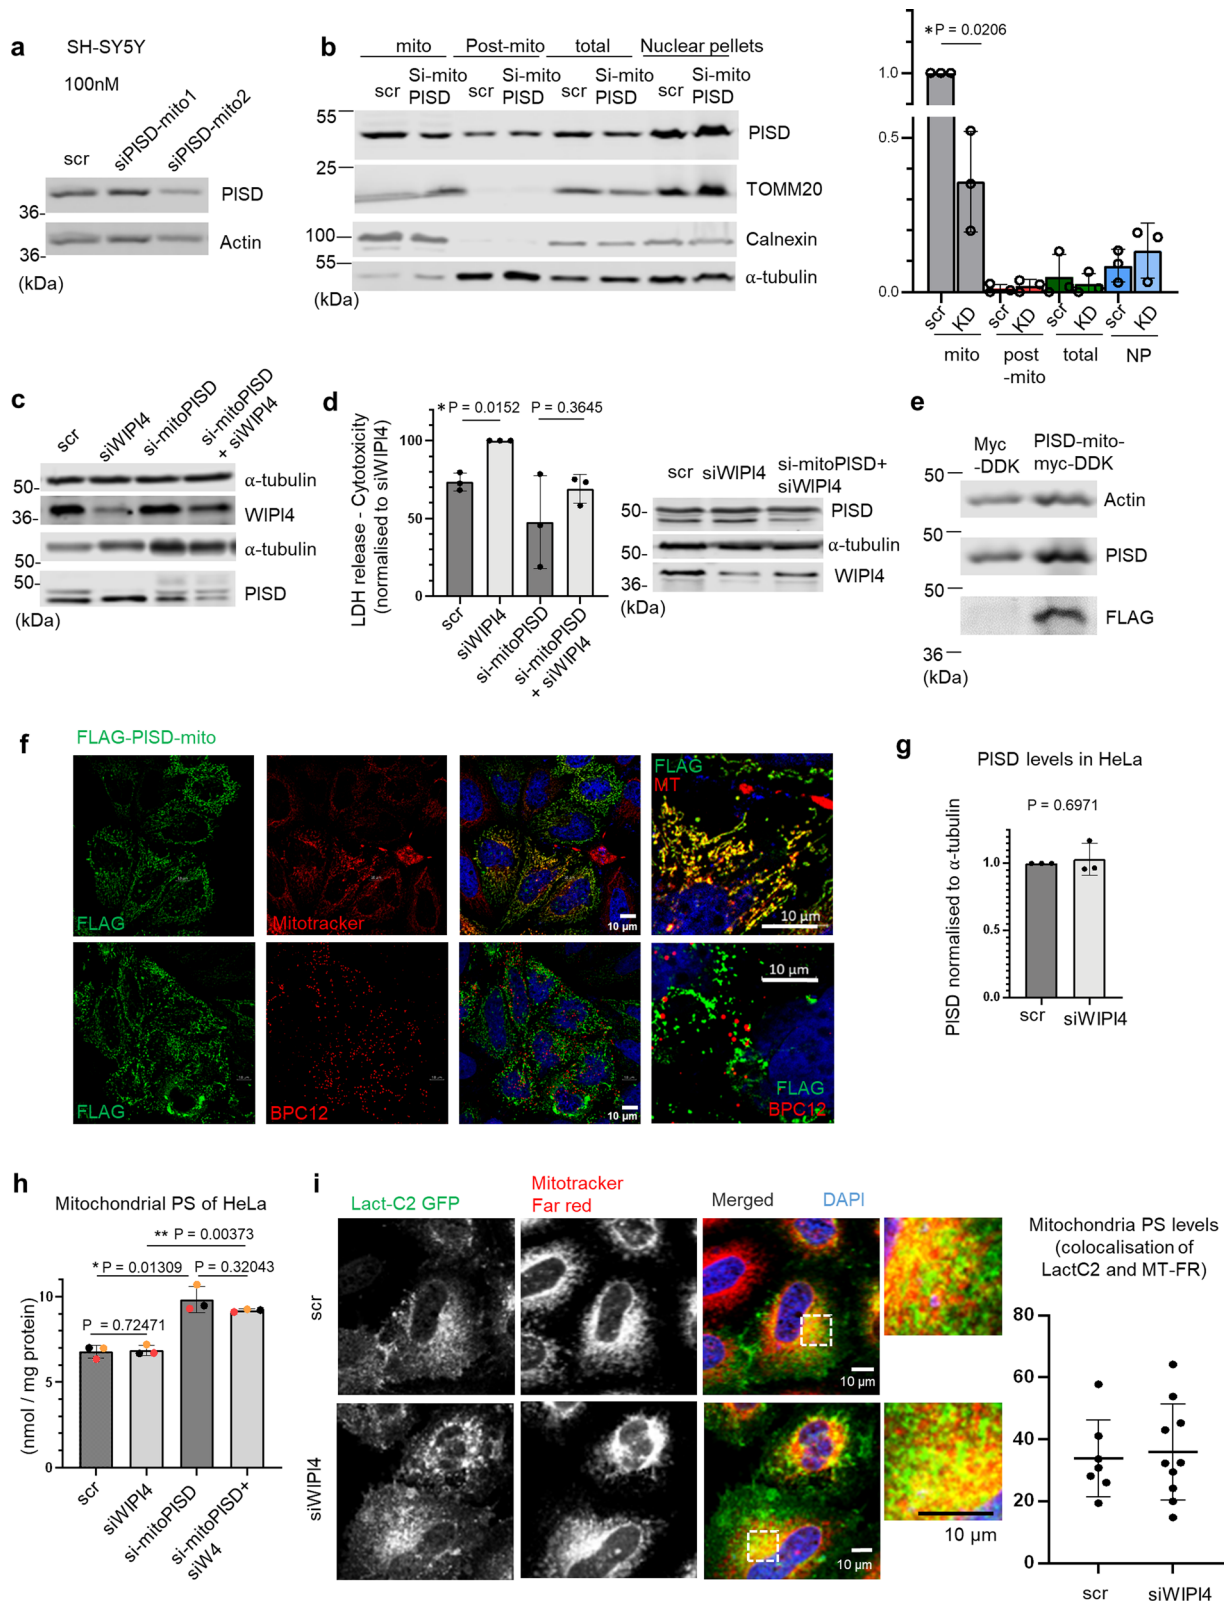 a
SH-SY5Y
100nM
scr
siPISD-mito1
siPISD-mito2
PISD
36-
Actin
36-
(kDa)
b
mito
Post-mito
total
Nuclear pellets
scr
Si-mito
PISD
scr
Si-mito
PISD
scr
Si-mito
PISD
scr
Si-mito
PISD
55
PISD
25
TOMM20
100
Calnexin
55
α-tubulin
(kDa)
* P = 0.0206
1.0
0.5
0.0
scr
KD
scr
KD
scr
KD
scr
KD
mito
post
-mito
total
NP
c
scr
siWIPI4
si-mitoPISD
si-mitoPISD
+ siWIPI4
α-tubulin
50-
WIPI4
36-
α-tubulin
50-
50-
PISD
(kDa)
d
LDH release - Cytotoxicity
(normalised to siWIPI4)
* P = 0.0152
P = 0.3645
100
50
0
scr
siWIPI4
si-mitoPISD
si-mitoPISD
+ siWIPI4
scr
siWIPI4
si-mitoPISD+
siWIPI4
50-
PISD
α-tubulin
50-
WIPI4
36-
(kDa)
e
Myc
-DDK
PISD-mito-
myc-DDK
50
Actin
50
PISD
50
FLAG
36
(kDa)
f
FLAG-PISD-mito
FLAG
Mitotracker
10 µm
FLAG
MT
10 µm
FLAG
BPC12
10 µm
10 µm
FLAG
BPC12
g
PISD levels in HeLa
P = 0.6971
PISD normalised to α-tubulin
1.0
0.5
0.0
scr
siWIPI4
h
Mitochondrial PS of HeLa
** P = 0.00373
* P = 0.01309
P = 0.32043
P = 0.72471
(nmol / mg protein)
10
5
0
scr
siWIPI4
si-mitoPISD
si-mitoPISD+
siW4
i
Lact-C2 GFP
Mitotracker
Far red
Merged
DAPI
scr
10 µm
siWIPI4
10 µm
10 µm
Mitochondria PS levels
(colocalisation of
LactC2 and MT-FR)
80
60
40
20
0
scr
siWIPI4